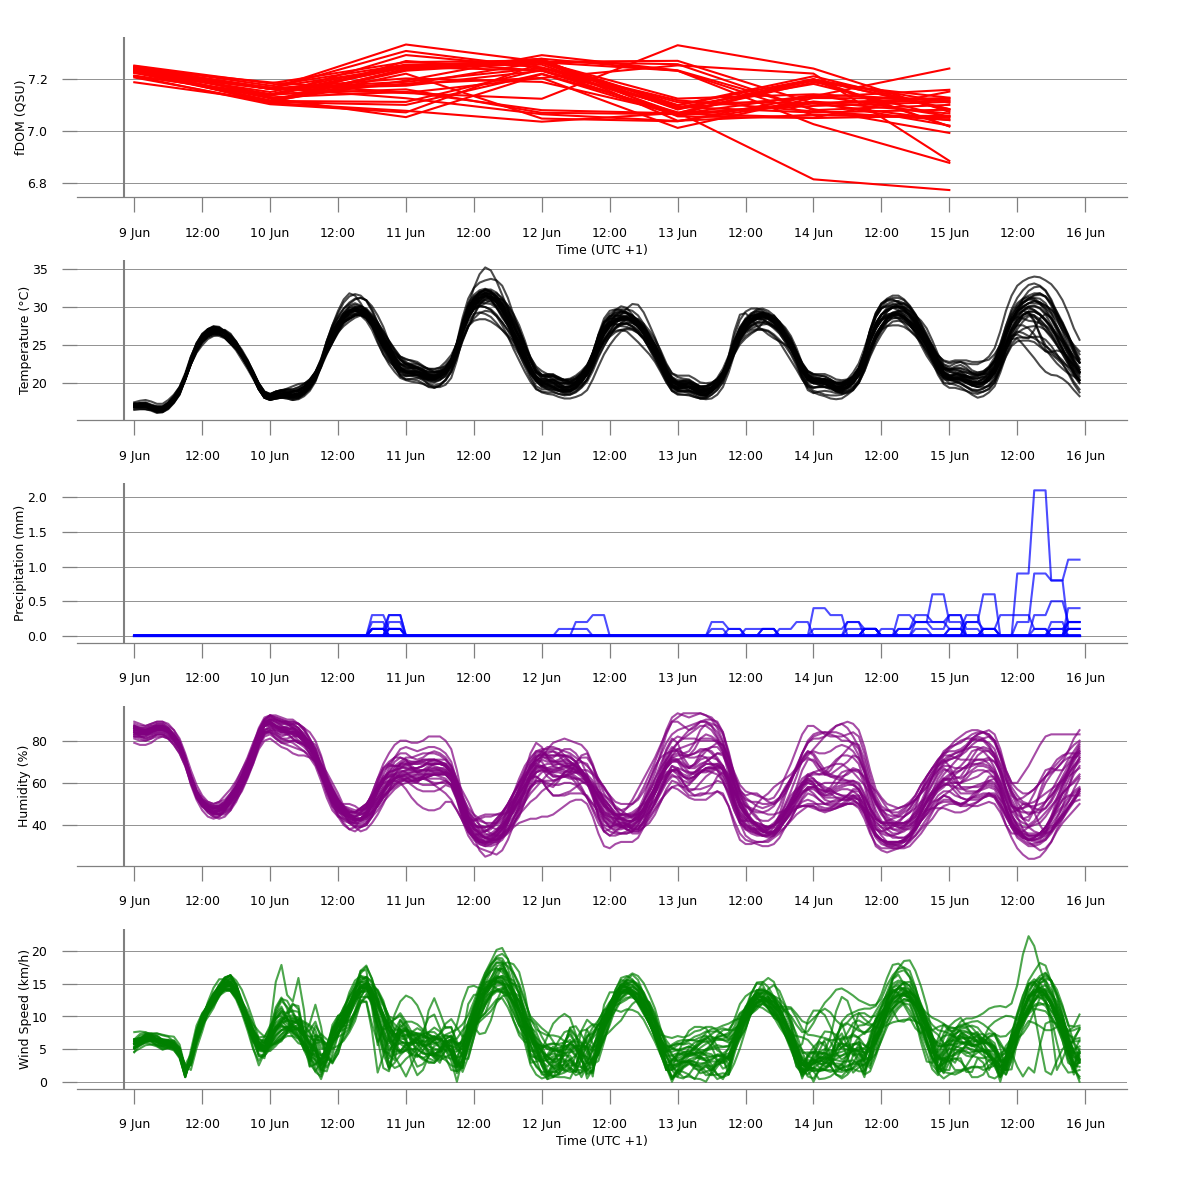 fDOM (QSU)
7.2
7.0
6.8
9 Jun 12:00 10 Jun 12:00 11 Jun 12:00 12 Jun 12:00 13 Jun 12:00 14 Jun 12:00 15 Jun 12:00 16 Jun
Time (UTC +1)
Temperature (°C)
35
30
25
20
9 Jun 12:00 10 Jun 12:00 11 Jun 12:00 12 Jun 12:00 13 Jun 12:00 14 Jun 12:00 15 Jun 12:00 16 Jun
Precipitation (mm)
2.0
1.5
1.0
0.5
0.0
9 Jun 12:00 10 Jun 12:00 11 Jun 12:00 12 Jun 12:00 13 Jun 12:00 14 Jun 12:00 15 Jun 12:00 16 Jun
Humidity (%)
80
60
40
9 Jun 12:00 10 Jun 12:00 11 Jun 12:00 12 Jun 12:00 13 Jun 12:00 14 Jun 12:00 15 Jun 12:00 16 Jun
Wind Speed (km/h)
20
15
10
5
0
9 Jun 12:00 10 Jun 12:00 11 Jun 12:00 12 Jun 12:00 13 Jun 12:00 14 Jun 12:00 15 Jun 12:00 16 Jun
Time (UTC +1)